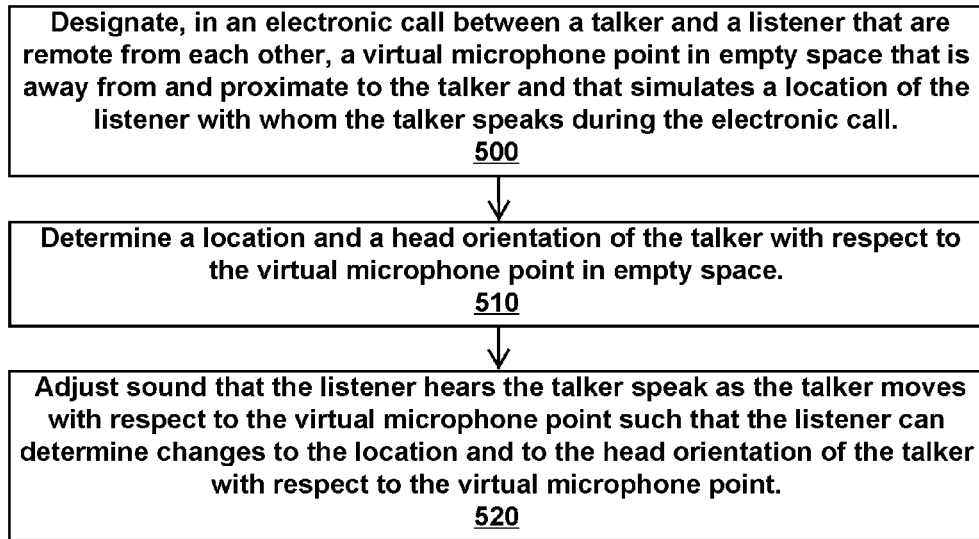 Designate, in an electronic call between a talker and a listener that are
remote from each other, a virtual microphone point in empty space that is
away from and proximate to the talker and that simulates a location of the
listener with whom the talker speaks during the electronic call.
500
Determine a location and a head orientation of the talker with respect to
the virtual microphone point in empty space.
510
Adjust sound that the listener hears the talker speak as the talker moves
with respect to the virtual microphone point such that the listener can
determine changes to the location and to the head orientation of the talker
with respect to the virtual microphone point.
520